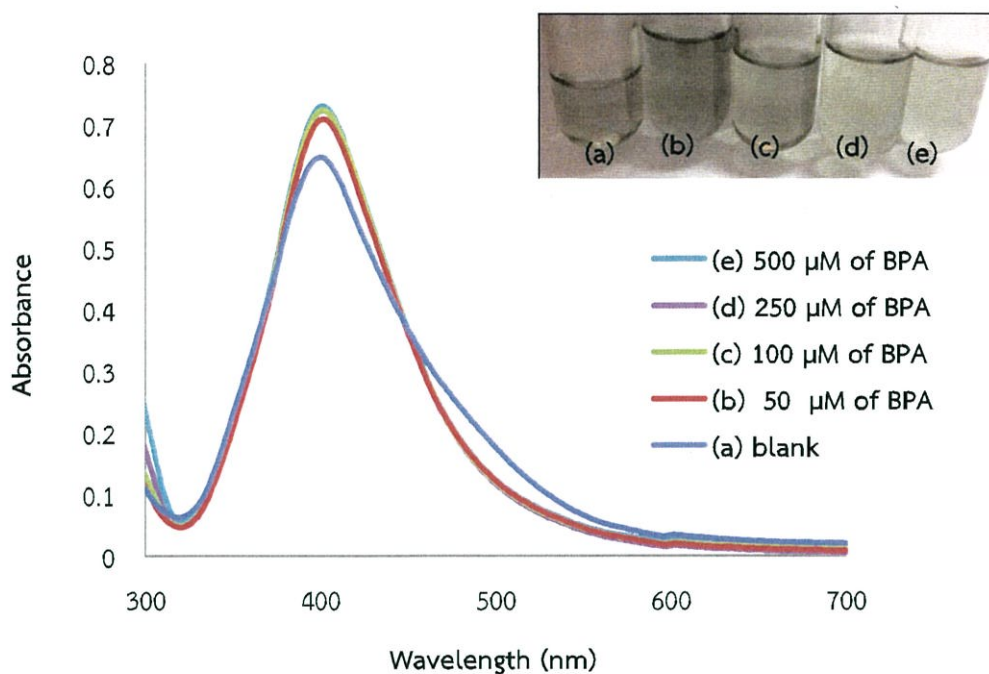 (a) (b) (c) (d) (e)
0.8
0.7
0.6
0.5
0.4
0.3
0.2
0.1
0
Absorbance
(e) 500 µM of BPA
(d) 250 µM of BPA
(c) 100 µM of BPA
(b) 50 µM of BPA
(a) blank
300 400 500 600 700
Wavelength (nm)